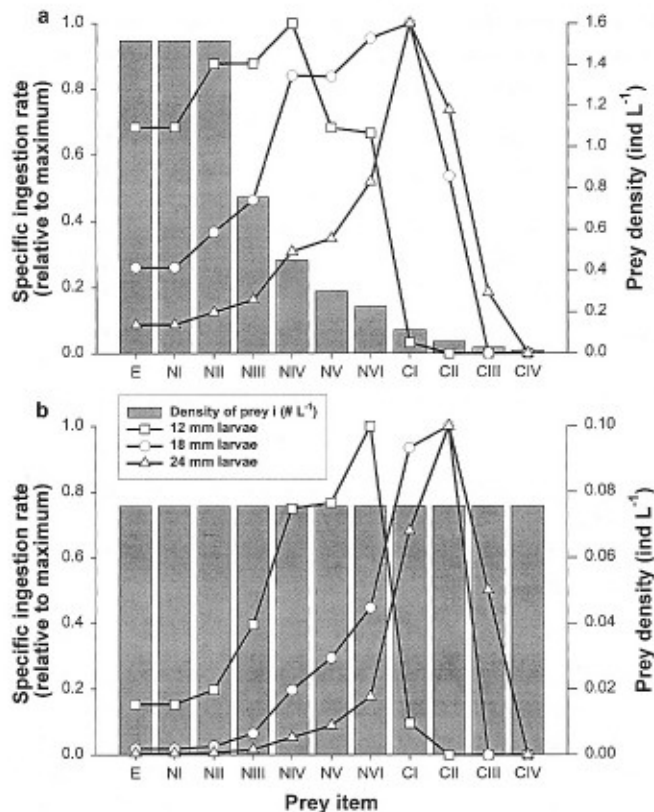 a
Specific ingestion rate
(relative to maximum)
1.0
0.8
0.6
0.4
0.2
0.0
1.6
1.4
1.2
1.0
0.8
0.6
0.4
0.2
0.0
Prey density (ind L⁻¹)
E NI NII NIII NIV NV NVI CI CII CIII CIV
b
Density of prey i (# L⁻¹)
12 mm larvae
18 mm larvae
24 mm larvae
Specific ingestion rate
(relative to maximum)
1.0
0.8
0.6
0.4
0.2
0.0
0.10
0.08
0.06
0.04
0.02
0.00
Prey density (ind L⁻¹)
E NI NII NIII NIV NV NVI CI CII CIII CIV
Prey item